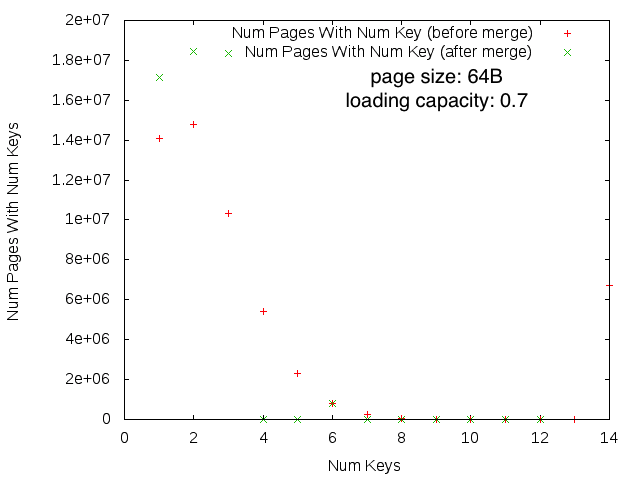 2e+07
1.8e+07
1.6e+07
1.4e+07
1.2e+07
1e+07
8e+06
6e+06
4e+06
2e+06
0
Num Pages With Num Keys
Num Pages With Num Key (before merge)
Num Pages With Num Key (after merge)
page size: 64B
loading capacity: 0.7
0 2 4 6 8 10 12 14
Num Keys